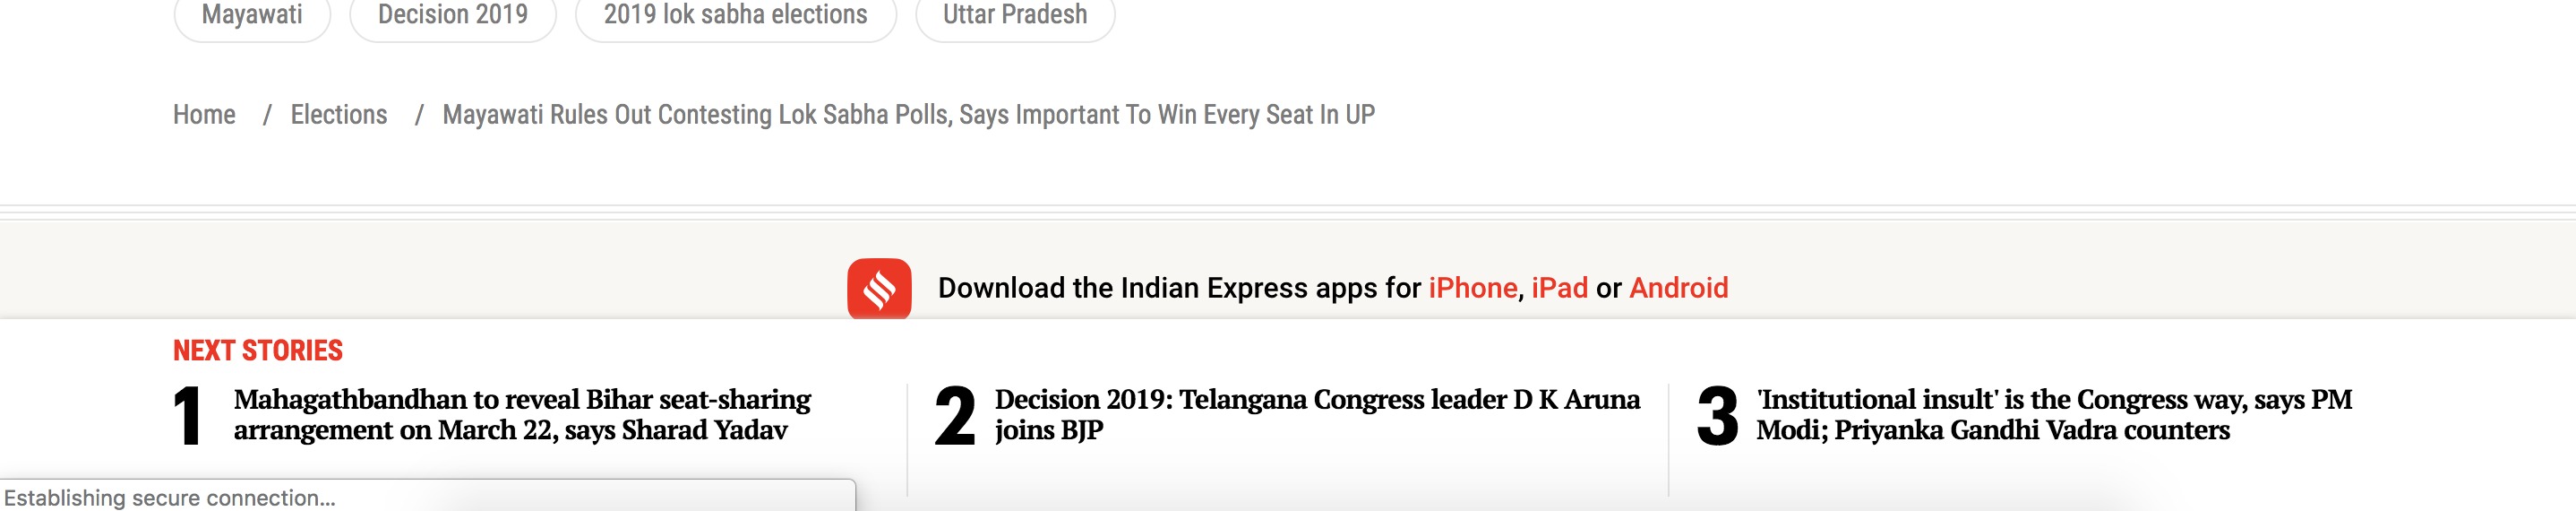 Mayawati Decision 2019 2019 lok sabha elections Uttar Pradesh
Home / Elections / Mayawati Rules Out Contesting Lok Sabha Polls, Says Important To Win Every Seat In UP
Download the Indian Express apps for iPhone, iPad or Android
NEXT STORIES
1 Mahagathbandhan to reveal Bihar seat-sharing
arrangement on March 22, says Sharad Yadav
2 Decision 2019: Telangana Congress leader D K Aruna
joins BJP
3 'Institutional insult' is the Congress way, says PM
Modi; Priyanka Gandhi Vadra counters
Establishing secure connection...